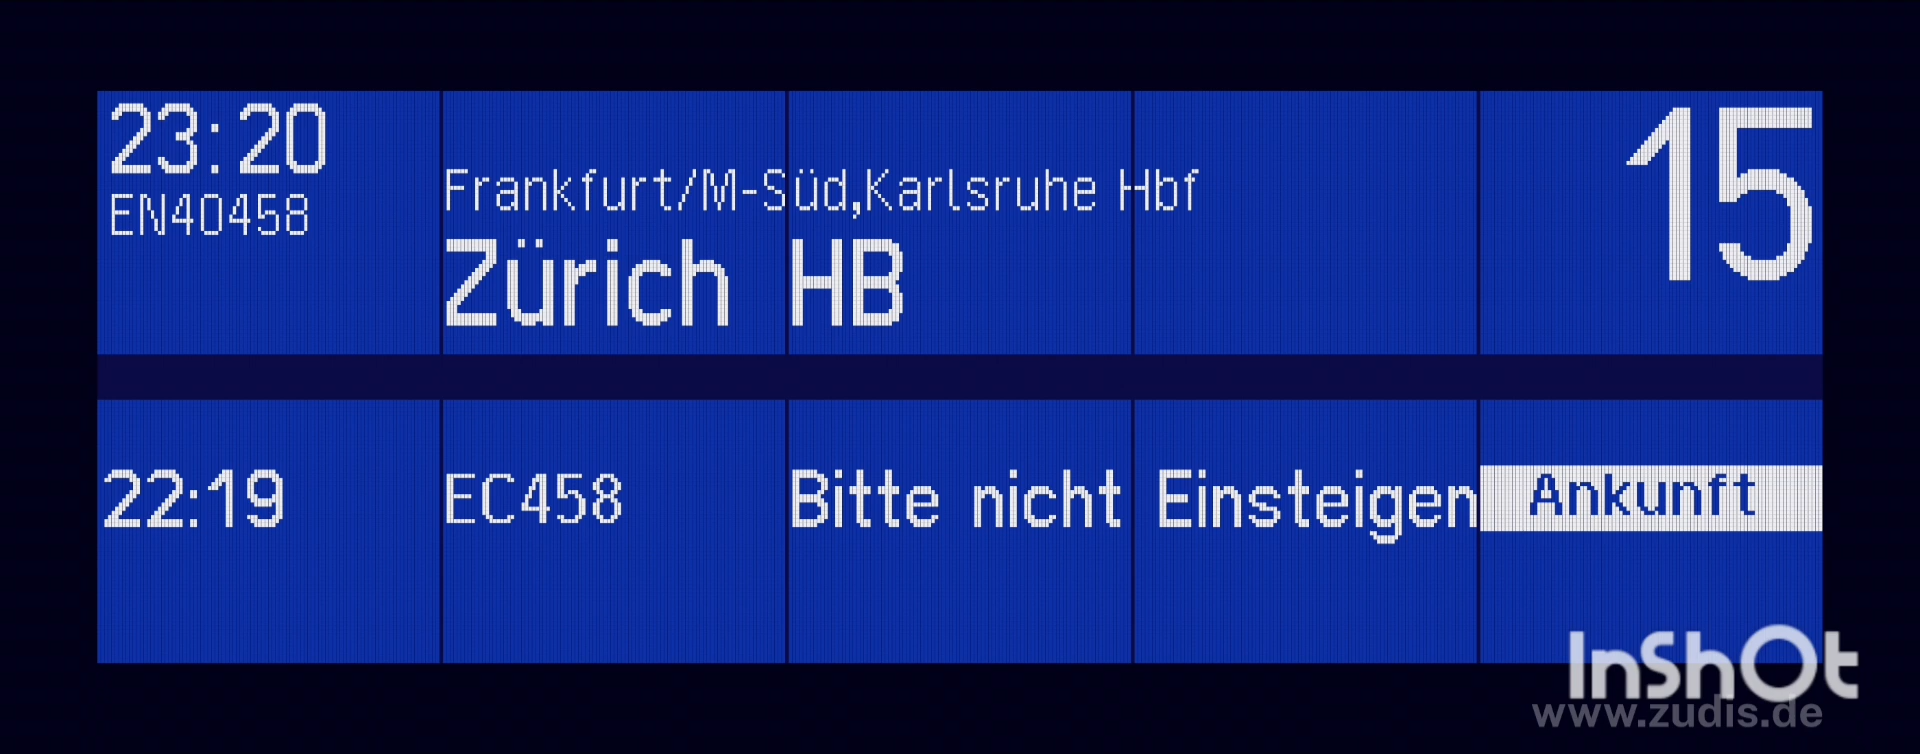 23:20
EN40458
Frankfurt/M-Süd,Karlsruhe Hbf
Zürich HB
15
22:19 EC458 Bitte nicht Einsteigen Ankunft
InShOt
www.zudis.de